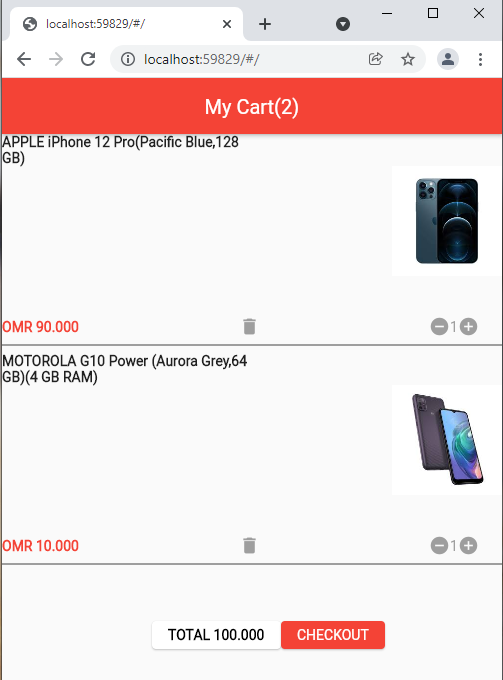 localhost:59829/#/
localhost:59829/#/
My Cart(2)
APPLE iPhone 12 Pro(Pacific Blue,128
GB)
OMR 90.000
1
MOTOROLA G10 Power (Aurora Grey,64
GB)(4 GB RAM)
OMR 10.000
1
TOTAL 100.000 CHECKOUT